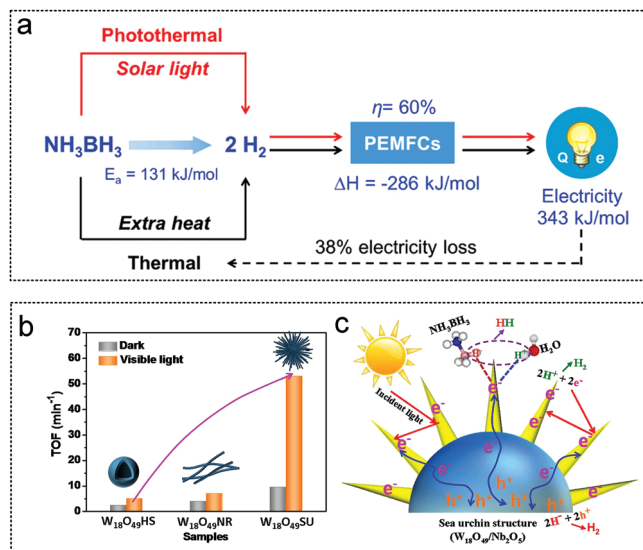 a
Photothermal
Solar light
NH₃BH₃
2 H₂
Eₐ = 131 kJ/mol
η= 60%
PEMFCs
ΔH = -286 kJ/mol
Q e
Electricity
343 kJ/mol
Extra heat
Thermal
38% electricity loss
b
TOF (min⁻¹)
70
60
50
40
30
20
10
0
Dark
Visible light
W₁₈O₄₉HS
W₁₈O₄₉NR
W₁₈O₄₉SU
Samples
c
NH₃BH₃
HH
H⁻
H⁺
H₂O
H₂
2H⁺ + 2e⁻
Incident light
e⁻
e⁻
e⁻
e⁻
e⁻
e⁻
e⁻
h⁺
h⁺
h⁺
h⁺
h⁺
Sea urchin structure
(W₁₈O₄₉/Nb₂O₅)
2H⁻ + 2h⁺
H₂